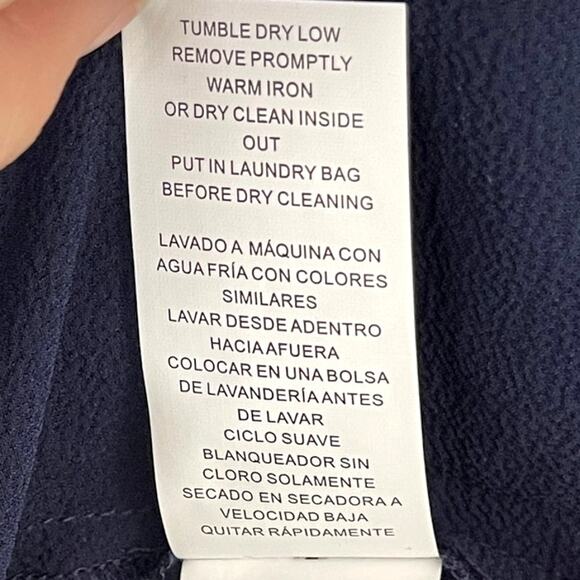 TUMBLE DRY LOW
REMOVE PROMPTLY
WARM IRON
OR DRY CLEAN INSIDE
OUT
PUT IN LAUNDRY BAG
BEFORE DRY CLEANING
LAVADO A MÁQUINA CON
AGUA FRÍA CON COLORES
SIMILARES
LAVAR DESDE ADENTRO
HACIA AFUERA
COLOCAR EN UNA BOLSA
DE LAVANDERÍA ANTES
DE LAVAR
CICLO SUAVE
BLANQUEADOR SIN
CLORO SOLAMENTE
SECADO EN SECADORA A
VELOCIDAD BAJA
QUITAR RÁPIDAMENTE